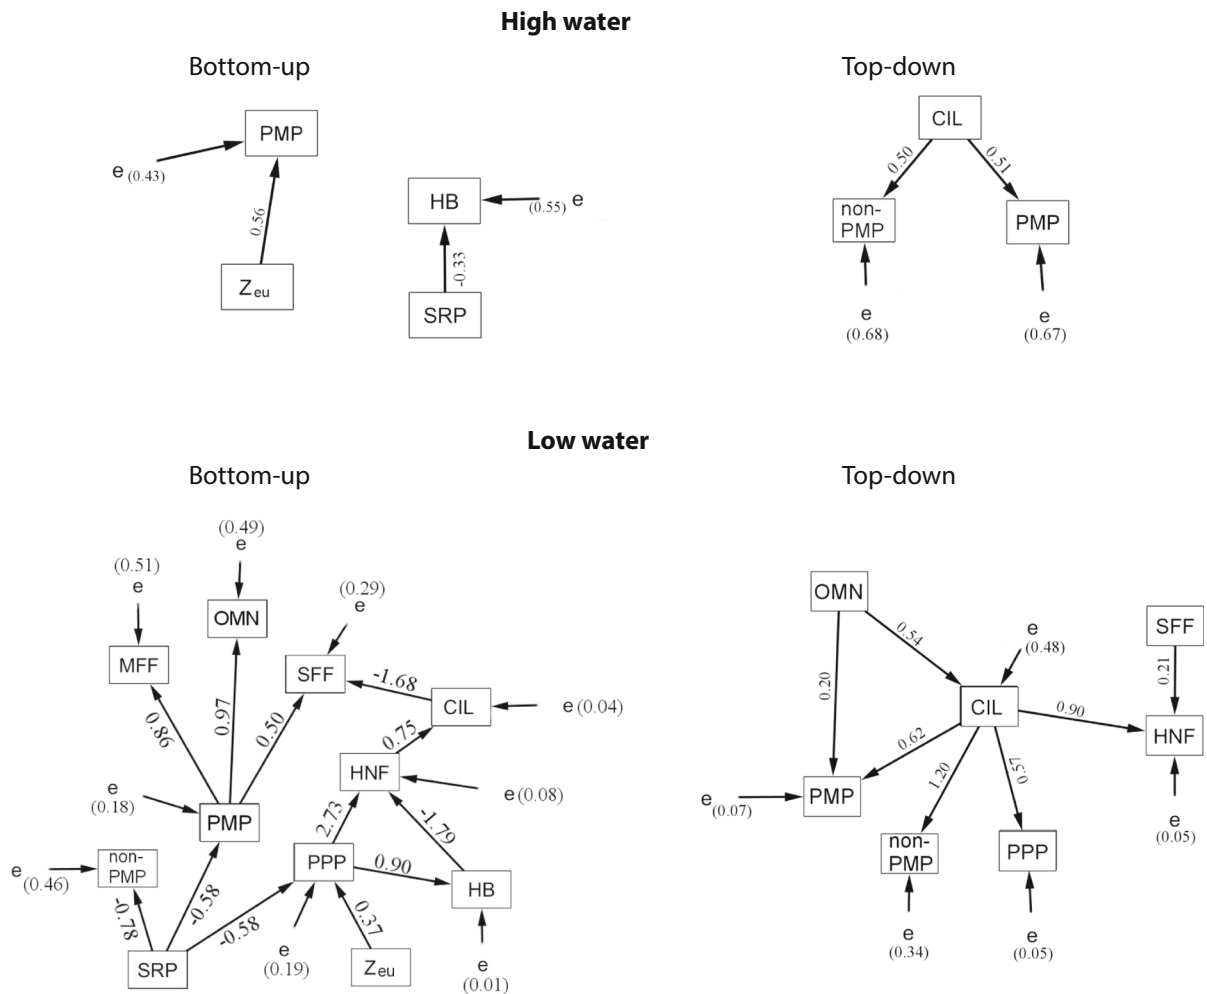 High water
Bottom-up
Top-down
PMP
e (0.43)
0.56
Zeu
HB
(0.55) e
-0.33
SRP
CIL
0.50
0.51
non-
PMP
PMP
e
(0.68)
e
(0.67)
Low water
Bottom-up
Top-down
(0.49)
e
(0.51)
e
(0.29)
e
OMN
MFF
SFF
-1.68
CIL
e (0.04)
0.86
0.97
0.50
0.75
HNF
e (0.08)
e
(0.18)
PMP
2.73
-1.79
non-
PMP
e (0.46)
PPP
0.90
HB
-0.78
-0.58
-0.58
0.37
SRP
e
(0.19)
Zeu
e
(0.01)
OMN
0.54
e
(0.48)
SFF
0.20
0.21
CIL
0.90
HNF
0.62
1.20
0.57
e (0.07)
PMP
e
(0.05)
non-
PMP
PPP
e
(0.34)
e
(0.05)